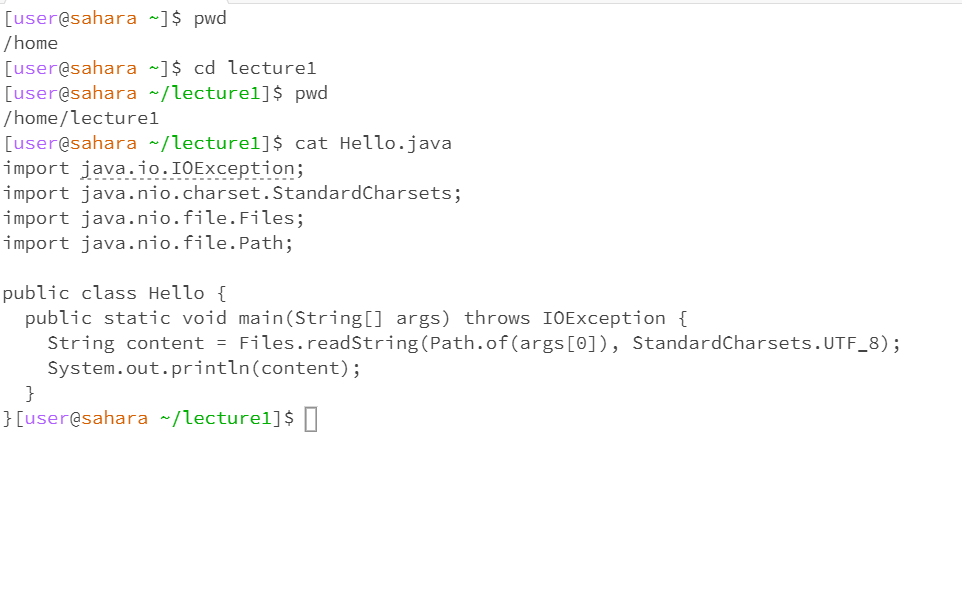 [user@sahara ~]$ pwd
/home
[user@sahara ~]$ cd lecture1
[user@sahara ~/lecture1]$ pwd
/home/lecture1
[user@sahara ~/lecture1]$ cat Hello.java
import java.io.IOException;
import java.nio.charset.StandardCharsets;
import java.nio.file.Files;
import java.nio.file.Path;

public class Hello {
  public static void main(String[] args) throws IOException {
    String content = Files.readString(Path.of(args[0]), StandardCharsets.UTF_8);
    System.out.println(content);
  }
}[user@sahara ~/lecture1]$